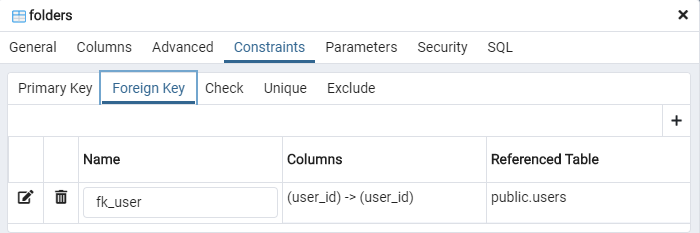 folders
General Columns Advanced Constraints Parameters Security SQL
Primary Key Foreign Key Check Unique Exclude
Name Columns Referenced Table
fk_user (user_id) -> (user_id) public.users